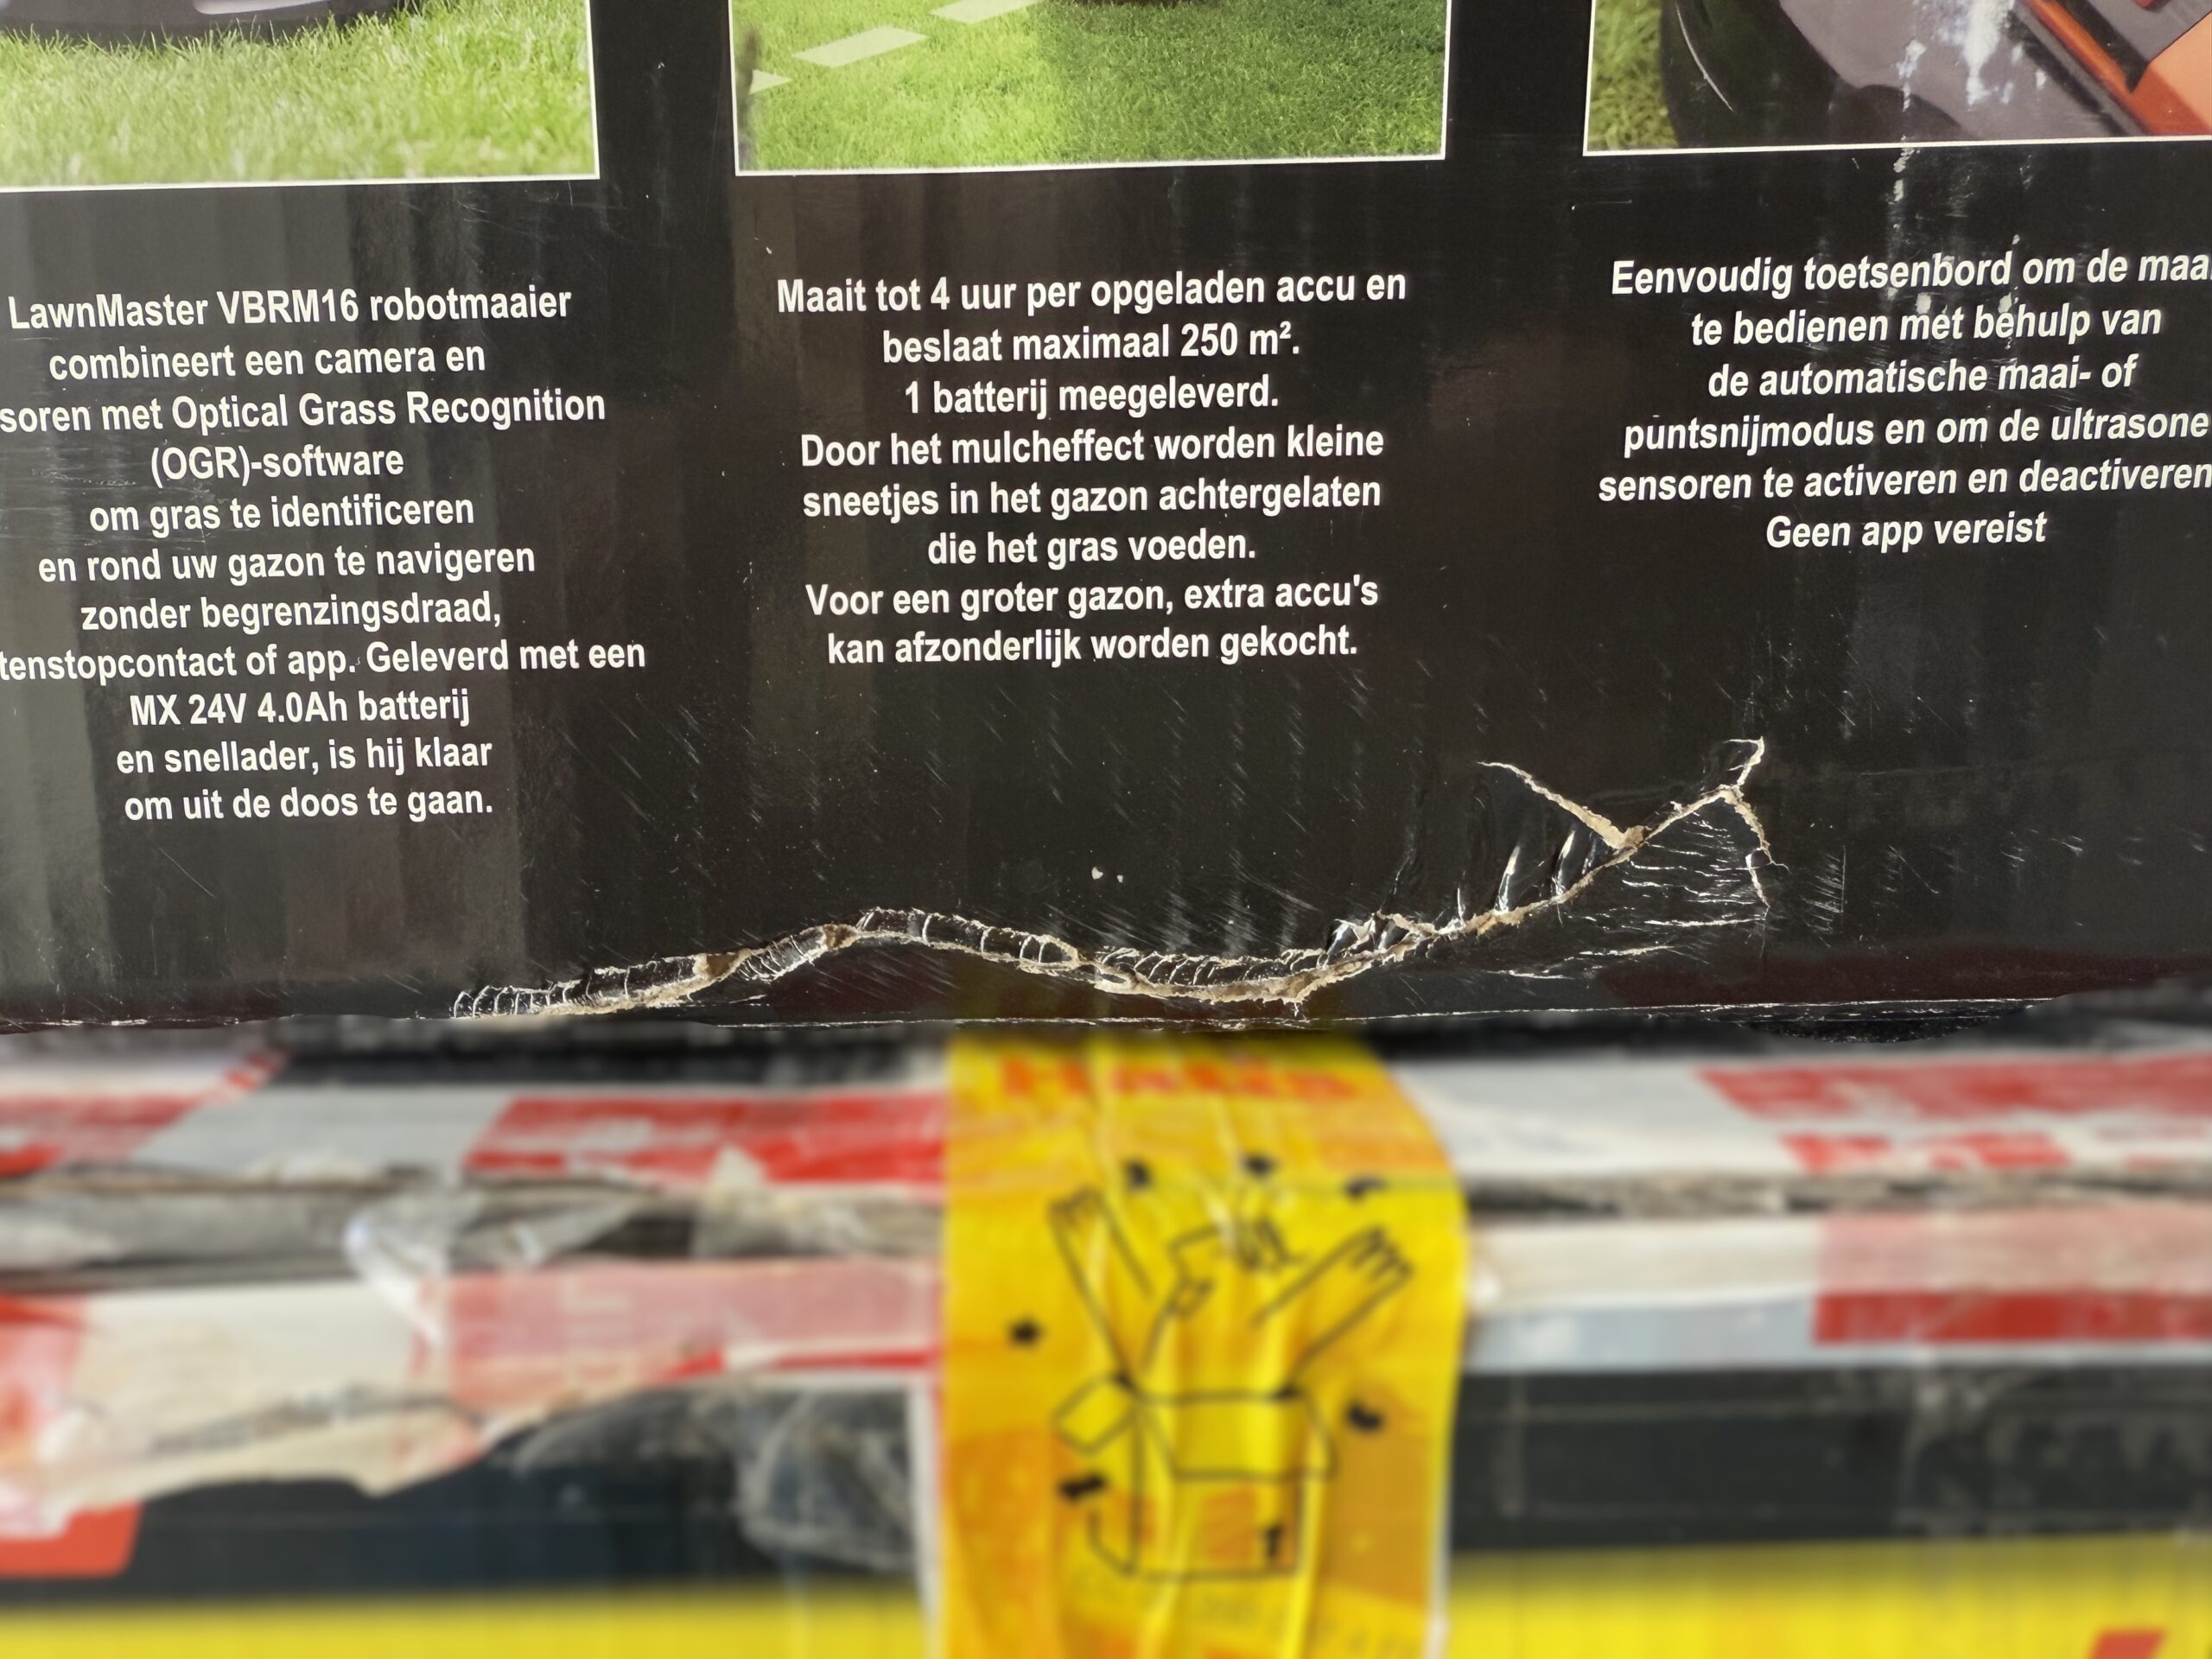 LawnMaster VBRM16 robotmaaier
combineert een camera en
soren met Optical Grass Recognition
(OGR)-software
om gras te identificeren
en rond uw gazon te navigeren
zonder begrenzingsdraad,
tenstopcontact of app. Geleverd met een
MX 24V 4.0Ah batterij
en snellader, is hij klaar
om uit de doos te gaan.
Maait tot 4 uur per opgeladen accu en
beslaat maximaal 250 m².
1 batterij meegeleverd.
Door het mulcheffect worden kleine
sneetjes in het gazon achtergelaten
die het gras voeden.
Voor een groter gazon, extra accu's
kan afzonderlijk worden gekocht.
Eenvoudig toetsenbord om de maa
te bedienen met behulp van
de automatische maai- of
puntsnijmodus en om de ultrasone
sensoren te activeren en deactiveren
Geen app vereist